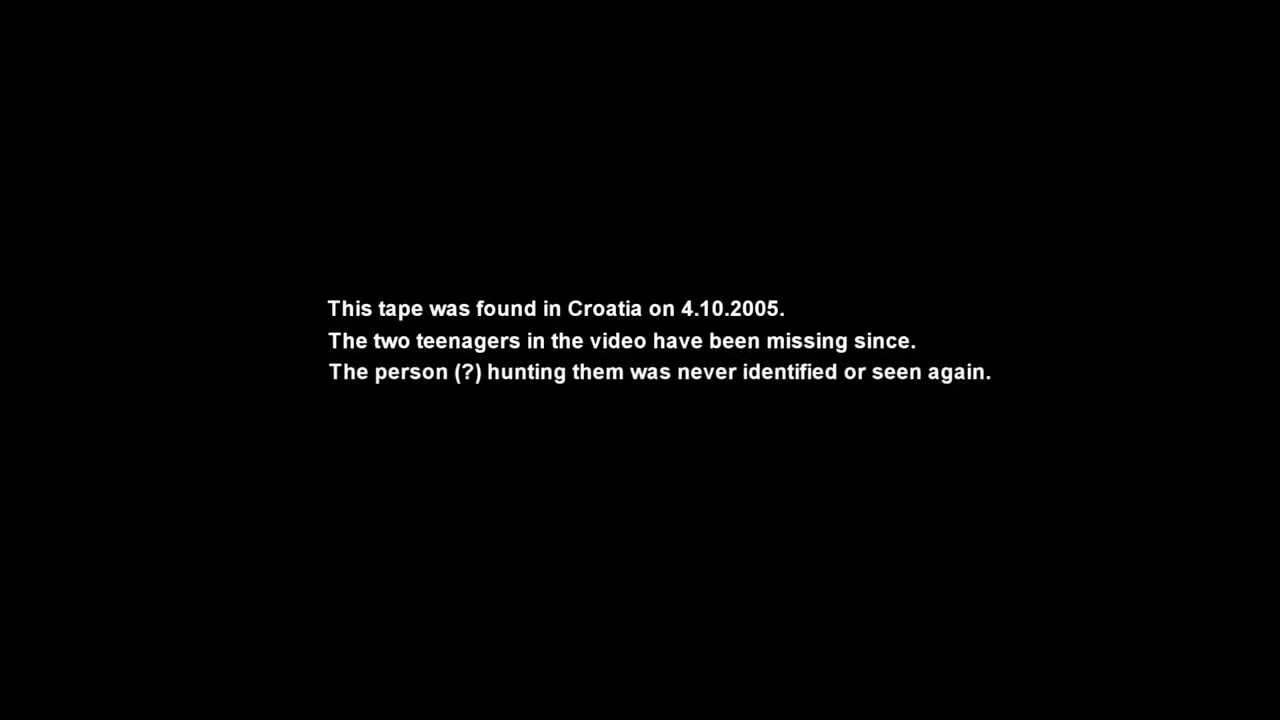 This tape was found in Croatia on 4.10.2005.
The two teenagers in the video have been missing since.
The person (?) hunting them was never identified or seen again.